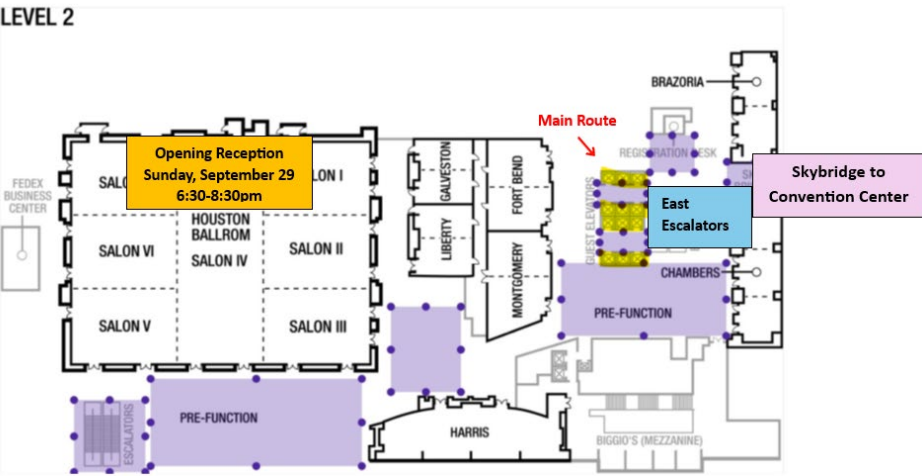 LEVEL 2
BRAZORIA
Main Route
REGISTRATION DESK
Opening Reception
Sunday, September 29
6:30-8:30pm
SALON I
GALVESTON
FORT BEND
FEDEX
BUSINESS
CENTER
HOUSTON
BALLROM
SALON VI
SALON IV
SALON II
LIBERTY
MONTGOMERY
GUEST ELEVATORS
East
Escalators
Skybridge to
Convention Center
CHAMBERS
SALON V
SALON III
PRE-FUNCTION
PRE-FUNCTION
ESCALATORS
HARRIS
BIGGIO'S (MEZZANINE)